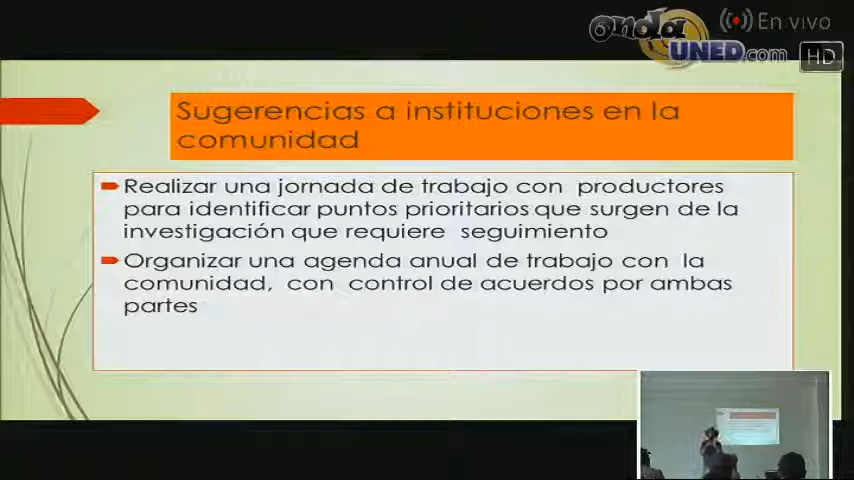 onda
UNED.com
En vivo
HD
Sugerencias a instituciones en la
comunidad
Realizar una jornada de trabajo con productores
para identificar puntos prioritarios que surgen de la
investigación que requiere seguimiento
Organizar una agenda anual de trabajo con la
comunidad, con control de acuerdos por ambas
partes